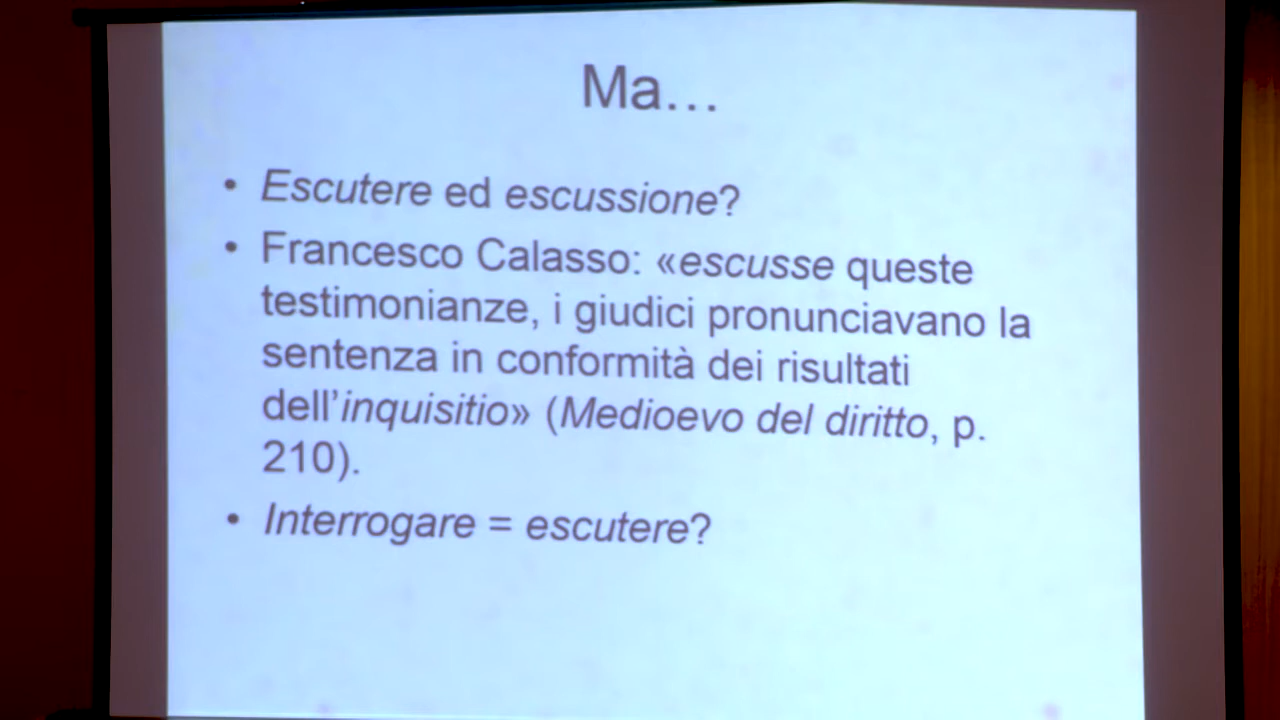 Ma...
• Escutere ed escussione?
• Francesco Calasso: «escusse queste
testimonianze, i giudici pronunciavano la
sentenza in conformità dei risultati
dell'inquisitio» (Medioevo del diritto, p.
210).
• Interrogare = escutere?